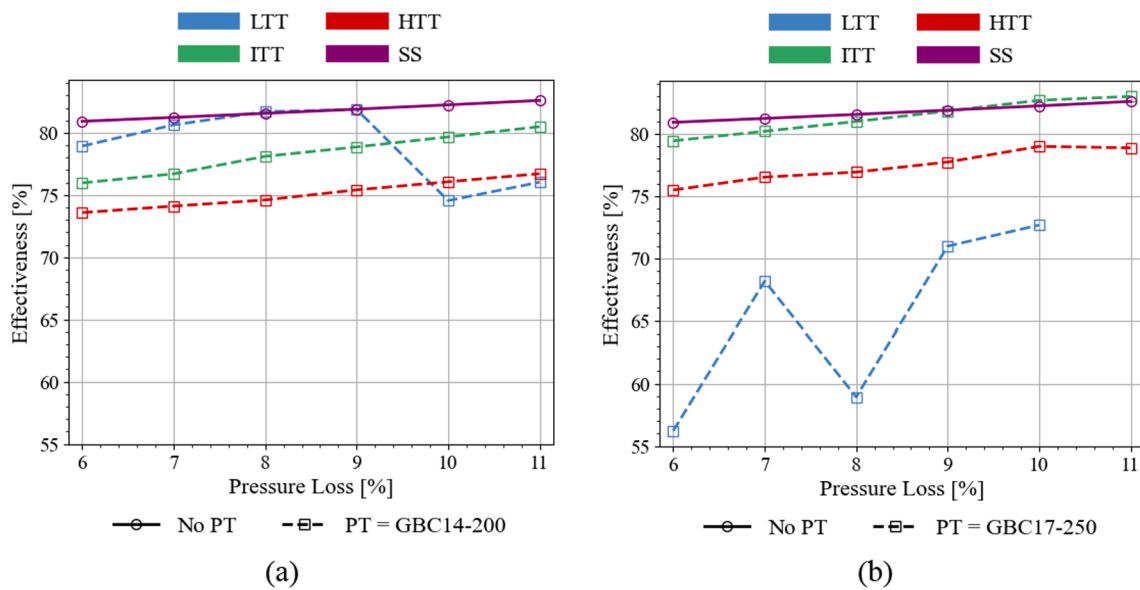 LTT
HTT
ITT
SS
Effectiveness [%]
80
75
70
65
60
55
6
7
8
9
10
11
Pressure Loss [%]
No PT
PT = GBC14-200
(a)
LTT
HTT
ITT
SS
Effectiveness [%]
80
75
70
65
60
55
6
7
8
9
10
11
Pressure Loss [%]
No PT
PT = GBC17-250
(b)